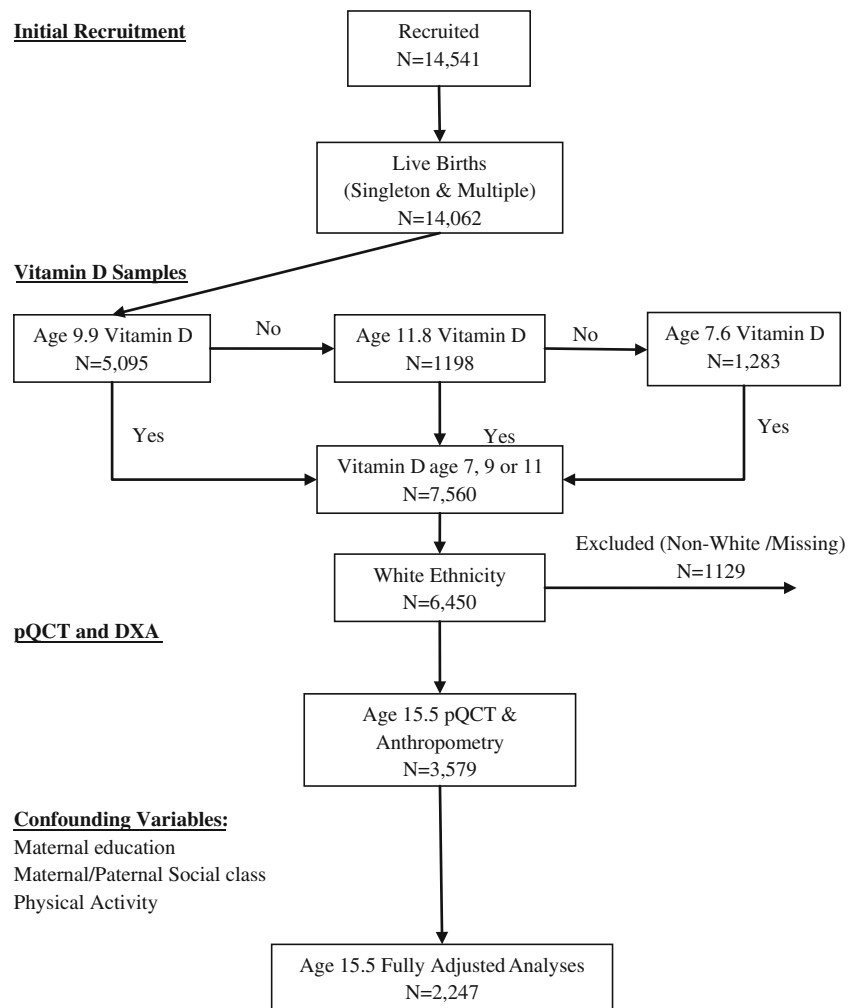 Initial Recruitment
Recruited
N=14,541
Live Births
(Singleton & Multiple)
N=14,062
Vitamin D Samples
Age 9.9 Vitamin D
N=5,095
No
Age 11.8 Vitamin D
N=1198
No
Age 7.6 Vitamin D
N=1,283
Yes
Yes
Yes
Vitamin D age 7, 9 or 11
N=7,560
White Ethnicity
N=6,450
Excluded (Non-White /Missing)
N=1129
pQCT and DXA
Age 15.5 pQCT &
Anthropometry
N=3,579
Confounding Variables:
Maternal education
Maternal/Paternal Social class
Physical Activity
Age 15.5 Fully Adjusted Analyses
N=2,247